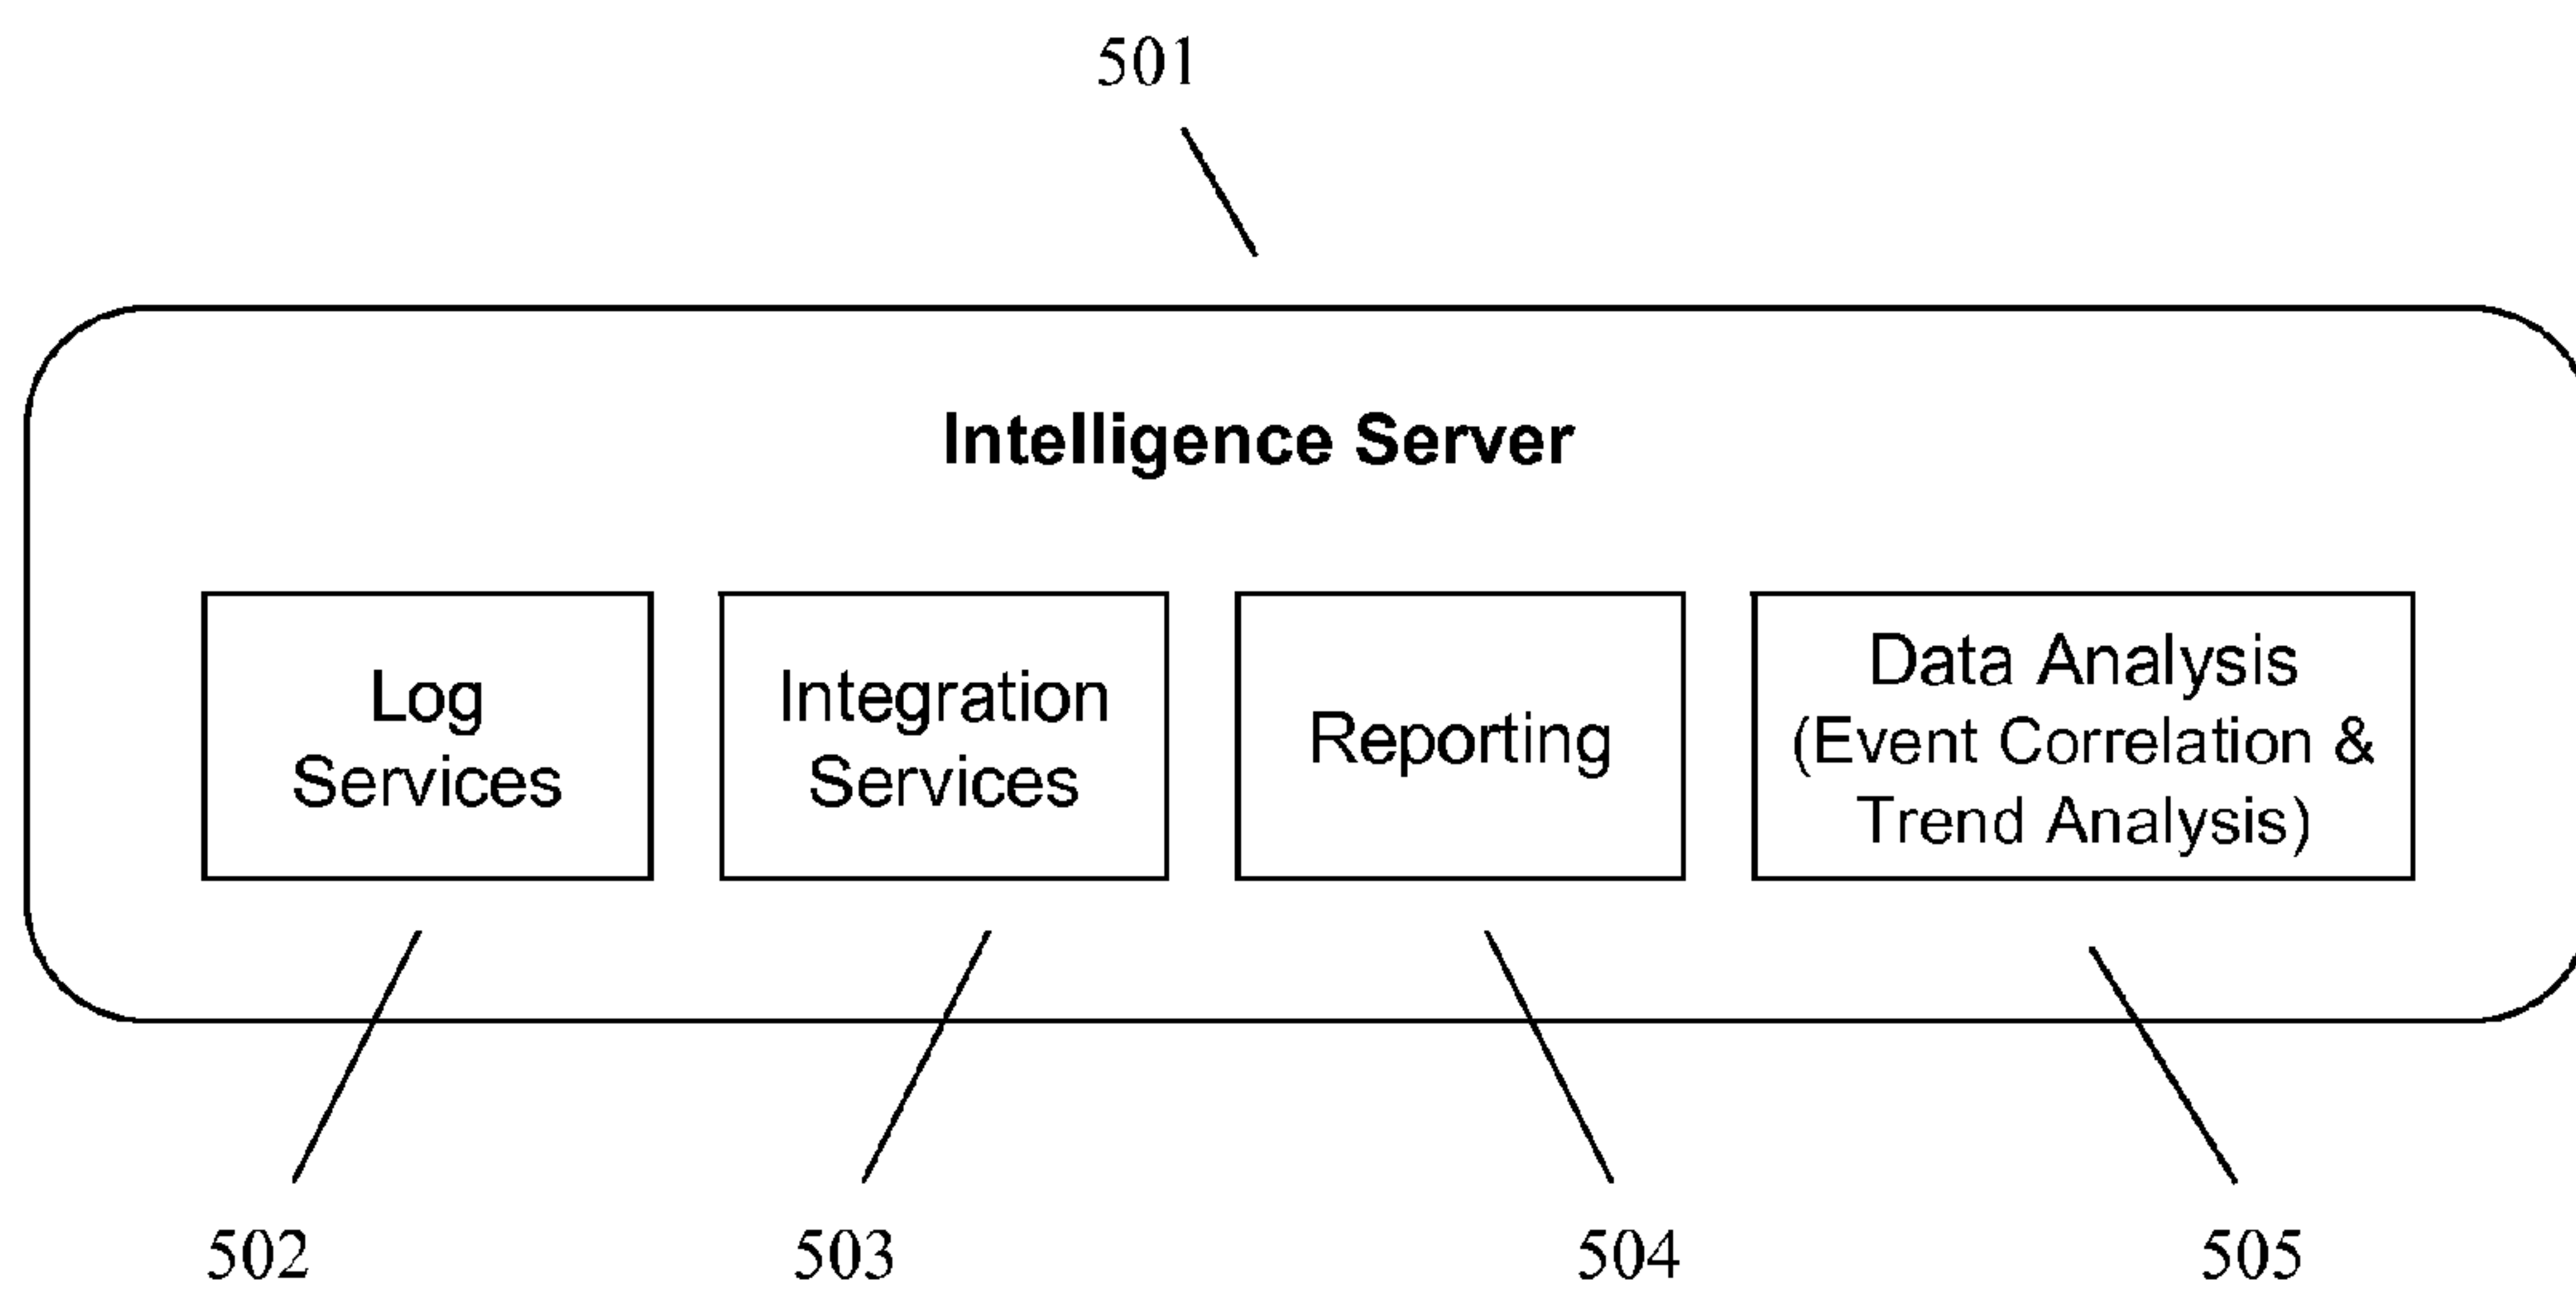 501
Intelligence Server
Log
Services
Integration
Services
Reporting
Data Analysis
(Event Correlation &
Trend Analysis)
502
503
504
505